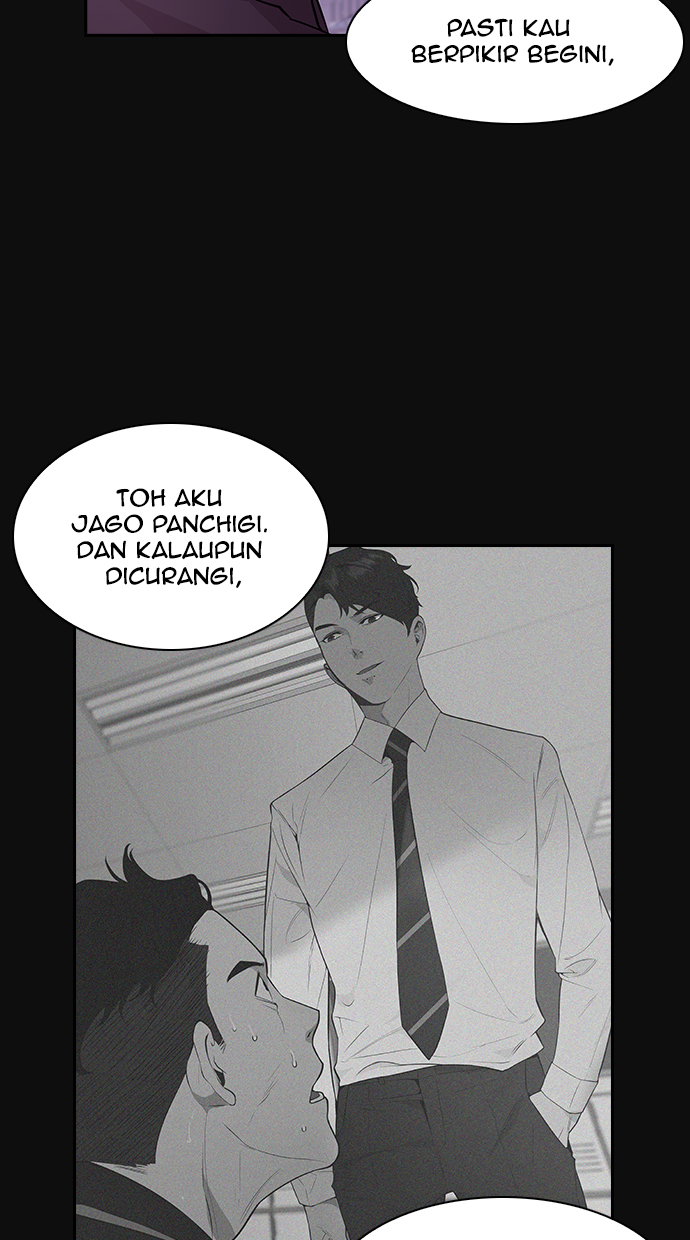 PASTI KAU
BERPIKIR BEGINI,
TOH AKU
JAGO PANCHIGI.
DAN KALAUPUN
DICURANGI,